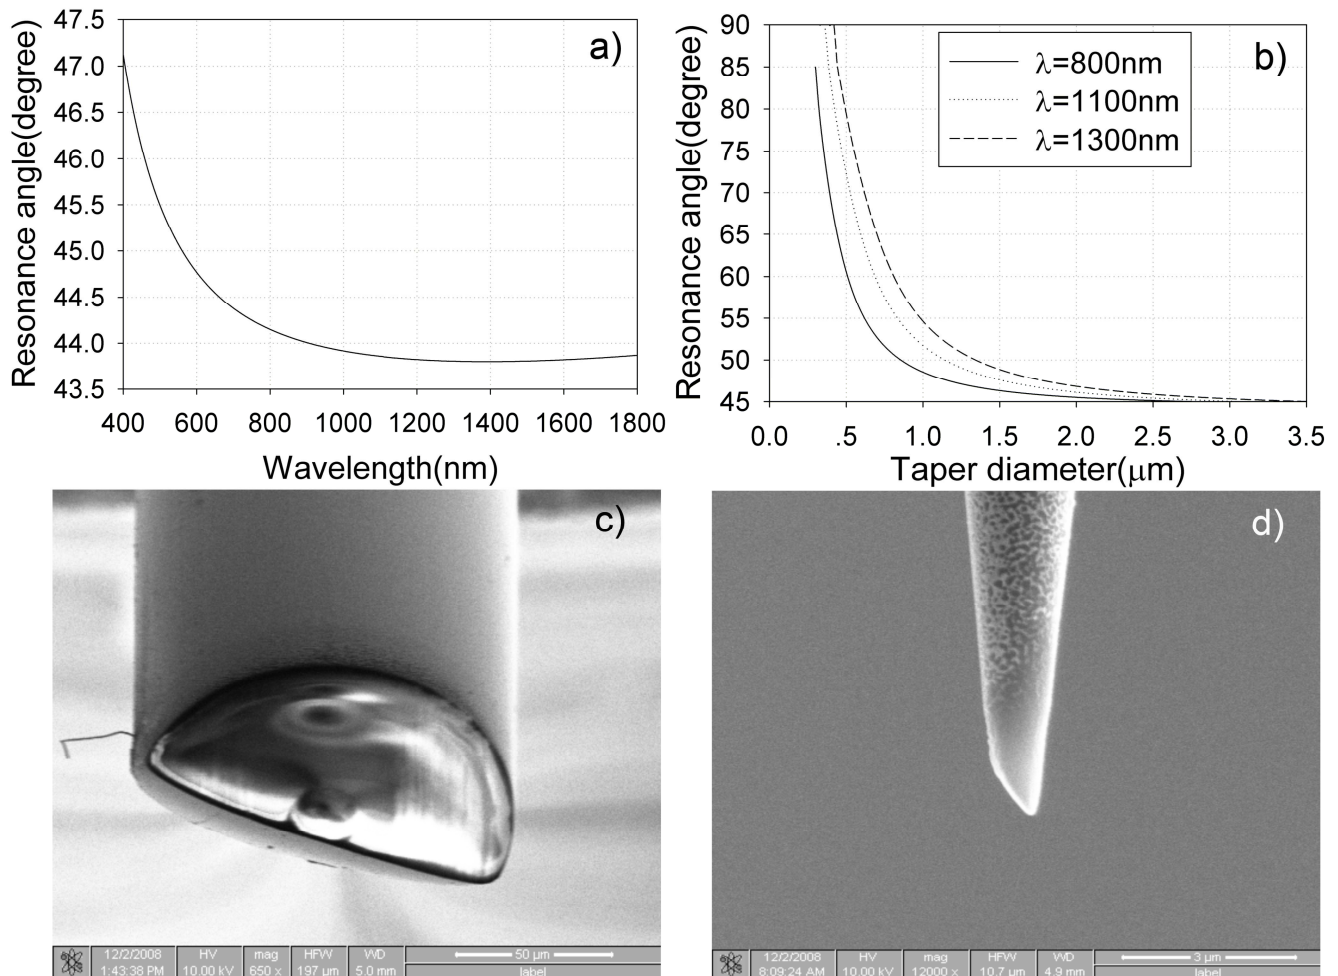 a)
Resonance angle(degree)
47.5
47.0
46.5
46.0
45.5
45.0
44.5
44.0
43.5
400 600 800 1000 1200 1400 1600 1800
Wavelength(nm)
b)
Resonance angle(degree)
90
85
80
75
70
65
60
55
50
45
λ=800nm
λ=1100nm
λ=1300nm
0.0 .5 1.0 1.5 2.0 2.5 3.0 3.5
Taper diameter(μm)
c)
12/2/2008 HV mag HFW WD 50 µm
1:43:38 PM 10.00 kV 650 x 197 µm 5.0 mm label
d)
12/2/2008 HV mag HFW WD 3 µm
8:09:24 AM 10.00 kV 12000 x 10.7 µm 4.9 mm label